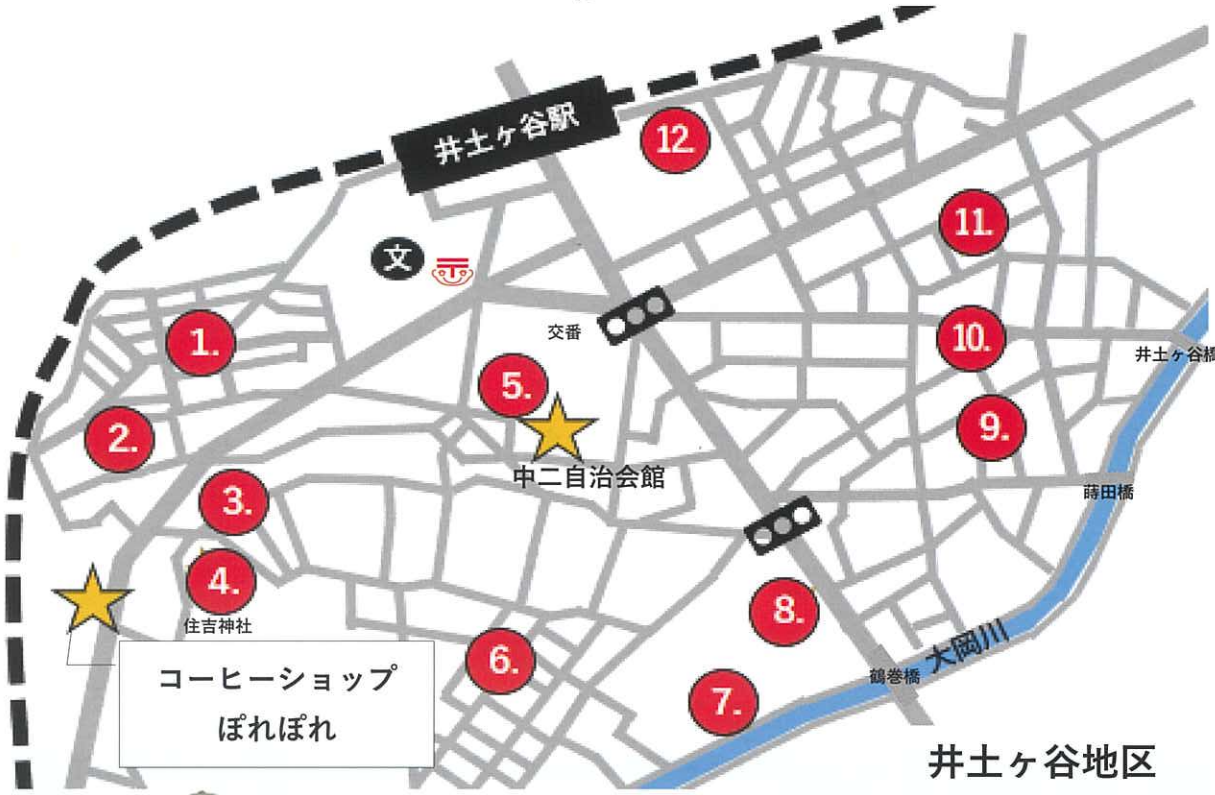 井土ヶ谷駅
12.
11.
文
〒
1.
交番
10.
井土ヶ谷橋
5.
2.
9.
中二自治会館
蒔田橋
3.
4.
住吉神社
8.
6.
大岡川
鶴巻橋
7.
コーヒーショップ
ぽれぽれ
井土ヶ谷地区